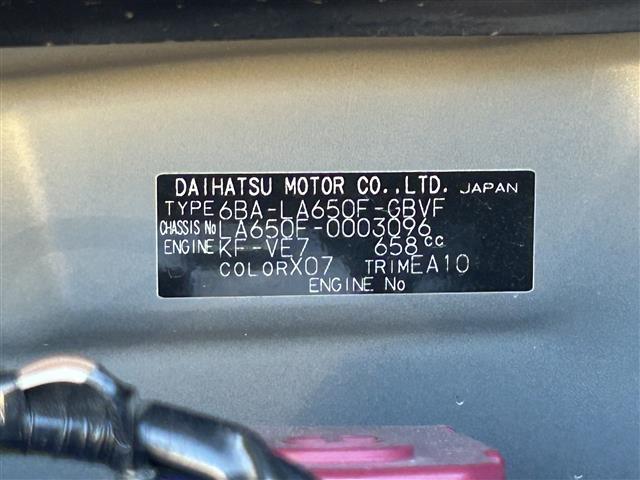 DAIHATSU MOTOR CO.,LTD. JAPAN
TYPE 6BA-LA650F-GBVF
CHASSIS No LA650F-0003096
ENGINE KF-VE7 658cc
COLOR X07 TRIM EA10
ENGINE No